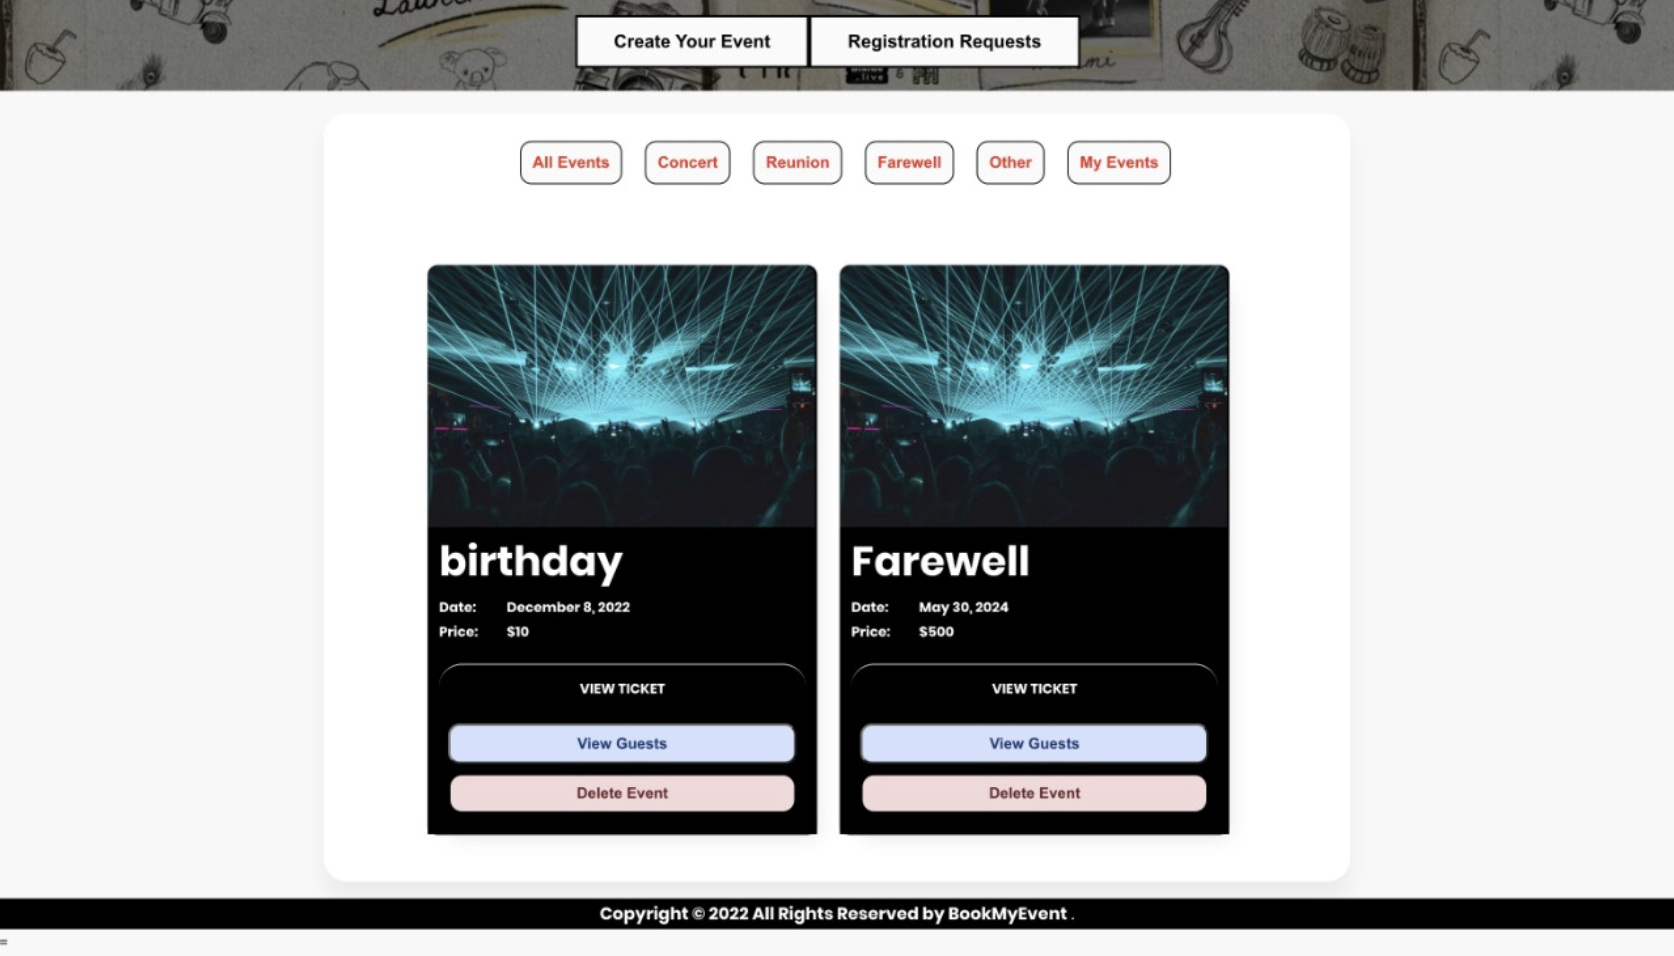 Create Your Event
Registration Requests
.live
All Events
Concert
Reunion
Farewell
Other
My Events
birthday
Date: December 8, 2022
Price: $10
VIEW TICKET
View Guests
Delete Event
Farewell
Date: May 30, 2024
Price: $500
VIEW TICKET
View Guests
Delete Event
Copyright © 2022 All Rights Reserved by BookMyEvent .
=